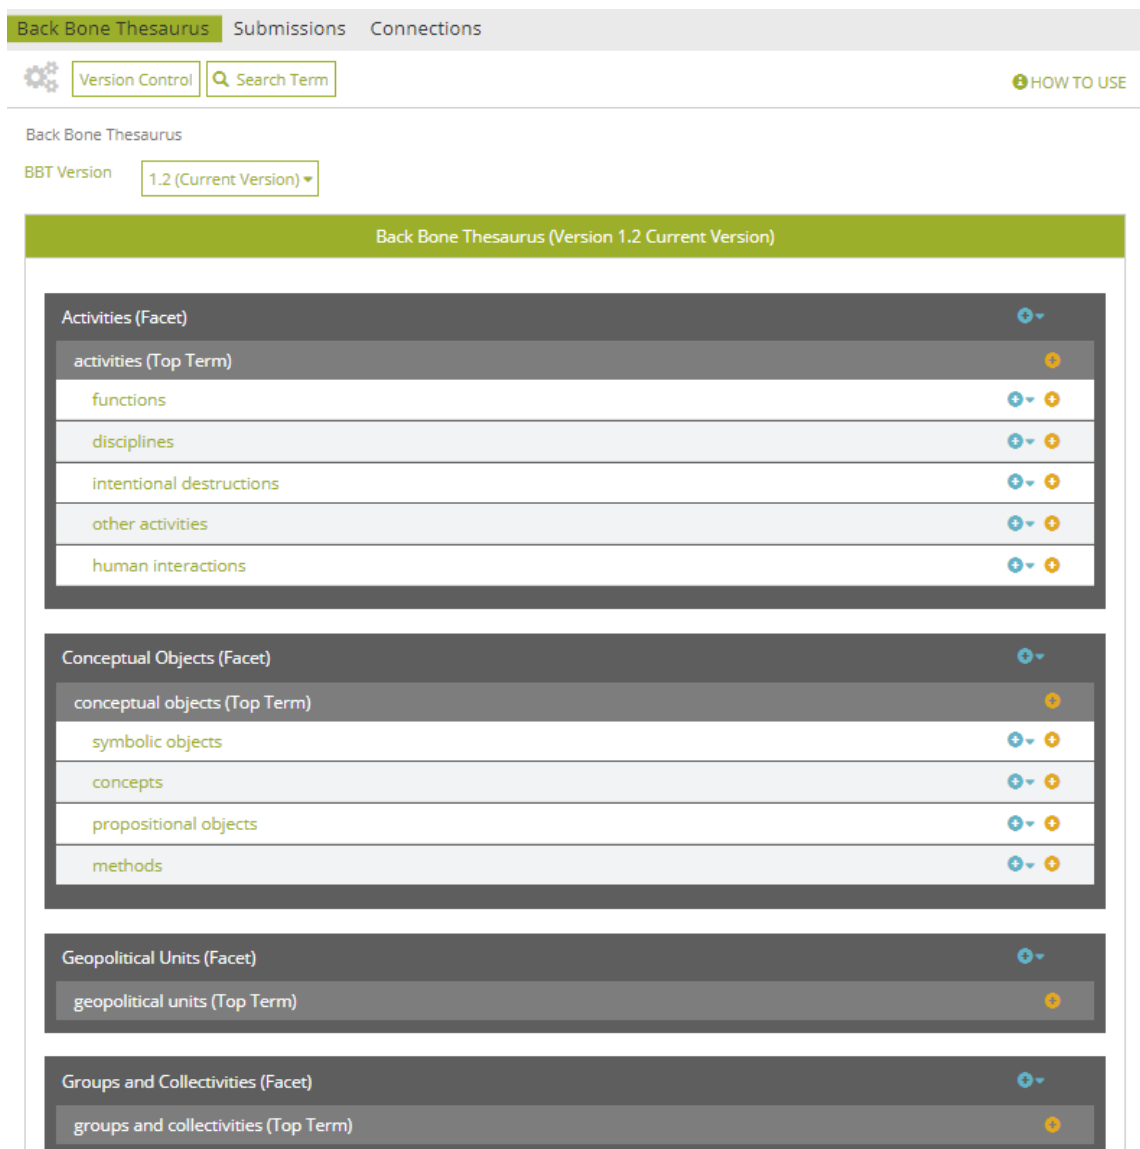 Back Bone Thesaurus Submissions Connections
Version Control Search Term HOW TO USE
Back Bone Thesaurus
BBT Version 1.2 (Current Version)
Back Bone Thesaurus (Version 1.2 Current Version)
Activities (Facet)
activities (Top Term)
functions
disciplines
intentional destructions
other activities
human interactions
Conceptual Objects (Facet)
conceptual objects (Top Term)
symbolic objects
concepts
propositional objects
methods
Geopolitical Units (Facet)
geopolitical units (Top Term)
Groups and Collectivities (Facet)
groups and collectivities (Top Term)